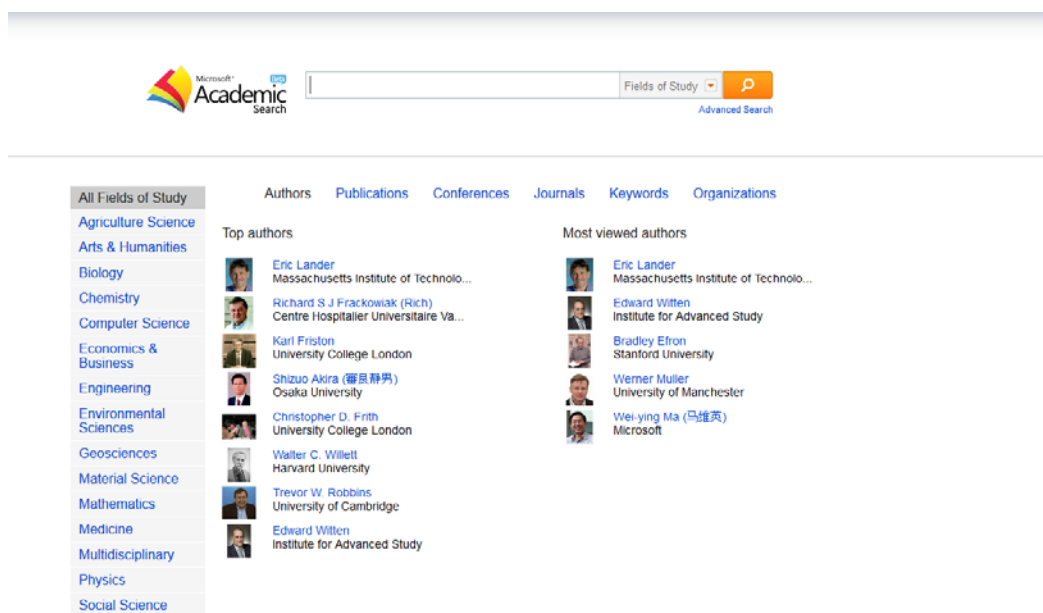 Microsoft®
Beta
Academic
Search
Fields of Study
Advanced Search
All Fields of Study
Agriculture Science
Arts & Humanities
Biology
Chemistry
Computer Science
Economics &
Business
Engineering
Environmental
Sciences
Geosciences
Material Science
Mathematics
Medicine
Multidisciplinary
Physics
Social Science
Authors Publications Conferences Journals Keywords Organizations
Top authors
Eric Lander
Massachusetts Institute of Technolo...
Richard S J Frackowiak (Rich)
Centre Hospitalier Universitaire Va...
Karl Friston
University College London
Shizuo Akira (審良静男)
Osaka University
Christopher D. Frith
University College London
Walter C. Willett
Harvard University
Trevor W. Robbins
University of Cambridge
Edward Witten
Institute for Advanced Study
Most viewed authors
Eric Lander
Massachusetts Institute of Technolo...
Edward Witten
Institute for Advanced Study
Bradley Efron
Stanford University
Werner Muller
University of Manchester
Wei-ying Ma (马维英)
Microsoft